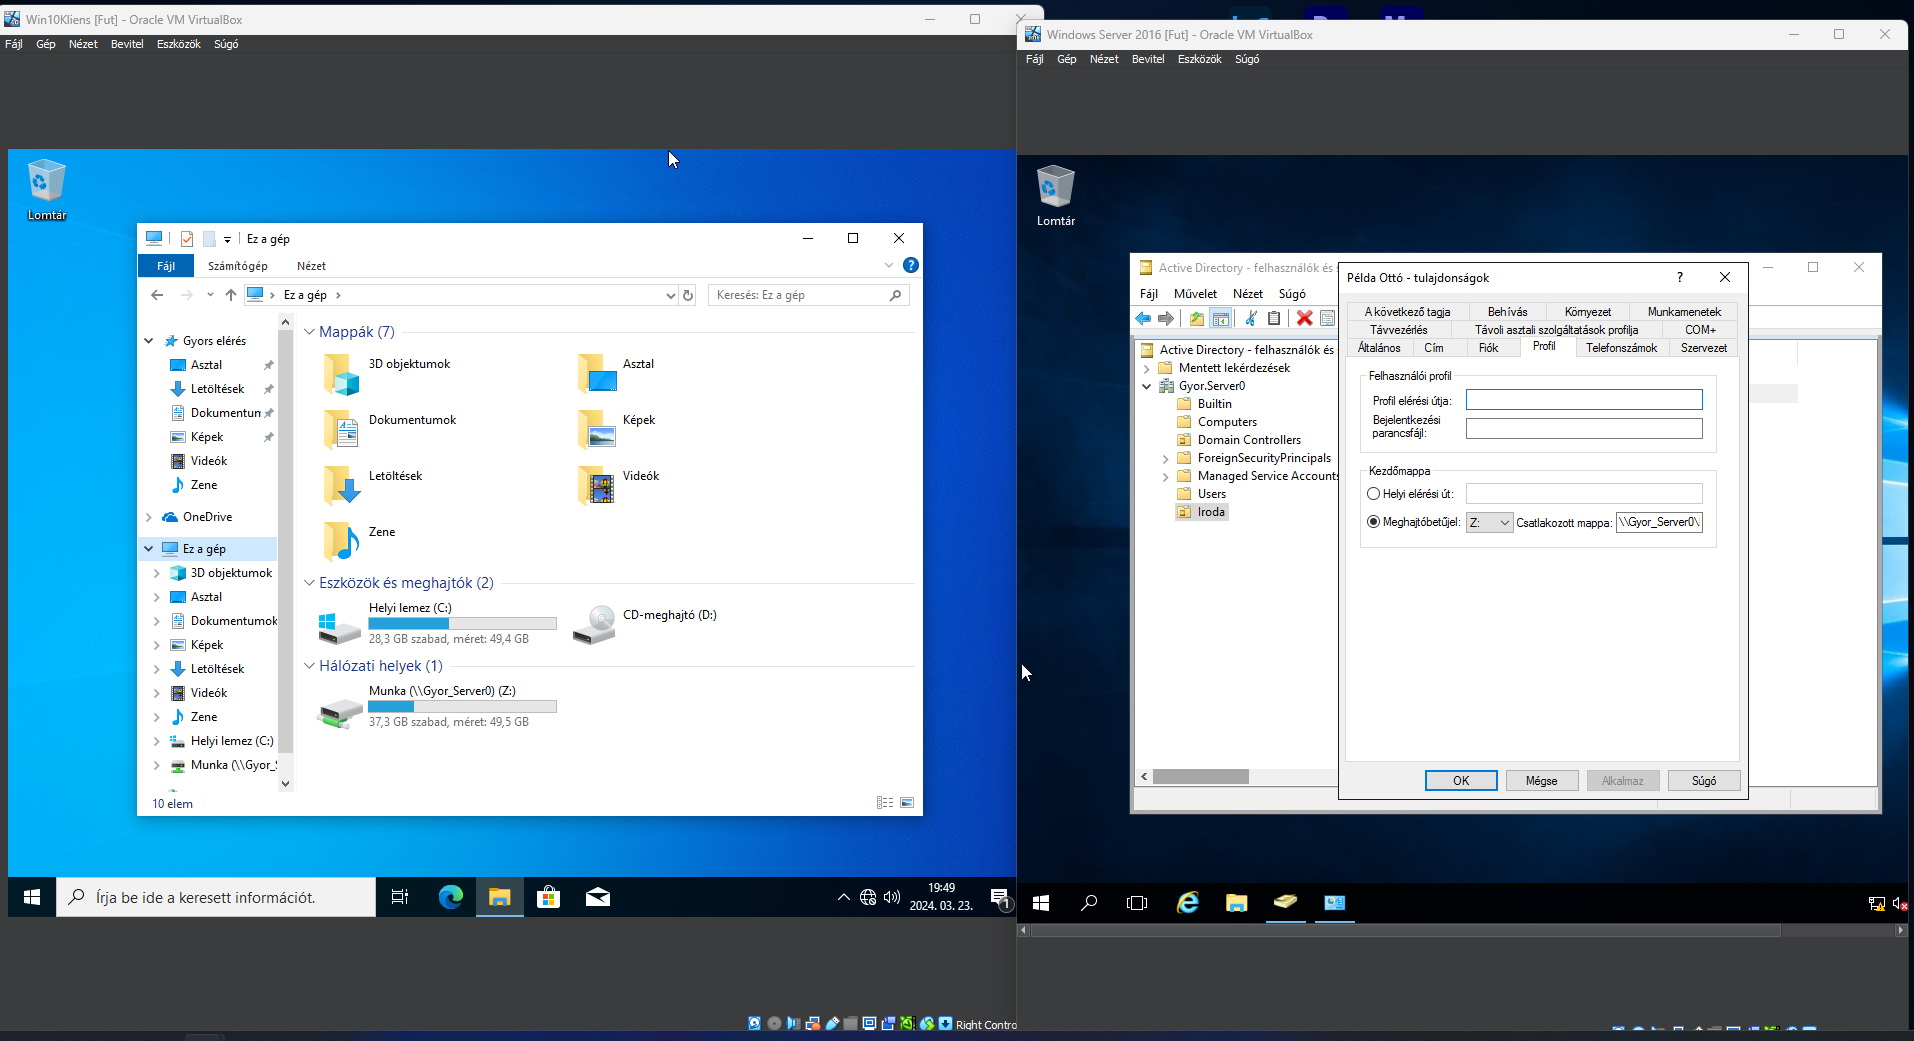 Win10Kliens [Fut] - Oracle VM VirtualBox
Fájl Gép Nézet Bevitel Eszközök Súgó
Lomtár
Ez a gép
Fájl Számítógép Nézet
Ez a gép
Keresés: Ez a gép
Gyors elérés
Asztal
Letöltések
Dokumentum
Képek
Videók
Zene
OneDrive
Ez a gép
3D objektumok
Asztal
Dokumentumok
Képek
Letöltések
Videók
Zene
Helyi lemez (C:)
Munka (\\Gyor_S
10 elem
Mappák (7)
3D objektumok
Asztal
Dokumentumok
Képek
Letöltések
Videók
Zene
Eszközök és meghajtók (2)
Helyi lemez (C:)
28,3 GB szabad, méret: 49,4 GB
CD-meghajtó (D:)
Hálózati helyek (1)
Munka (\\Gyor_Server0) (Z:)
37,3 GB szabad, méret: 49,5 GB
Írja be ide a keresett információt.
19:49
2024. 03. 23.
1
Right Contro
Windows Server 2016 [Fut] - Oracle VM VirtualBox
Fájl Gép Nézet Bevitel Eszközök Súgó
Lomtár
Active Directory - felhasználók és s
Fájl Művelet Nézet Súgó
Active Directory - felhasználók és
Mentett lekérdezések
Gyor.Server0
Builtin
Computers
Domain Controllers
ForeignSecurityPrincipals
Managed Service Accounts
Users
Iroda
Példa Ottó - tulajdonságok
?
A következő tagja Behívás Környezet Munkamenetek
Távvezérlés Távoli asztali szolgáltatások profilja COM+
Általános Cím Fiók Profil Telefonszámok Szervezet
Felhasználói profil
Profil elérési útja:
Bejelentkezési
parancsfájl:
Kezdőmappa
Helyi elérési út:
Meghajtóbetűjel: Z: Csatlakozott mappa: \\Gyor_Server0\
OK Mégse Alkalmaz Súgó